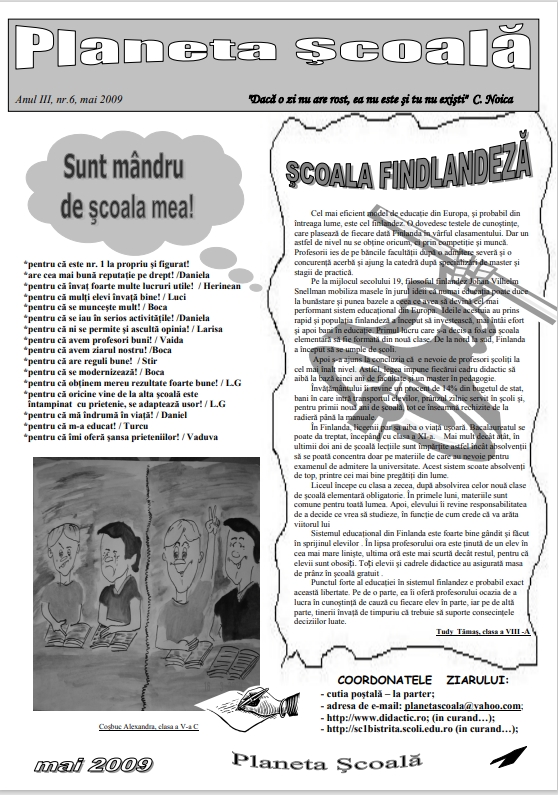 Planeta Şcoală
Anul III, nr.6, mai 2009
"Dacă o zi nu are rost, ea nu este şi tu nu exişti" C. Noica
Sunt mândru
de şcoala mea!
*pentru că este nr. 1 la propriu şi figurat!
*are cea mai bună reputaţie pe drept! /Daniela
*pentru că învaţ foarte multe lucruri utile! / Herinean
*pentru că mulţi elevi învaţă bine! / Luci
*pentru că se munceşte mult! / Boca
*pentru că se iau în serios activităţile! / Daniela
*pentru că ni se permite şi ascultă opinia! / Larisa
*pentru că avem profesori buni! / Vaida
*pentru că avem ziarul nostru! / Boca
*pentru că are reguli bune! / Stir
*pentru că se modernizează! / Boca
*pentru că obţinem mereu rezultate foarte bune! / L.G
*pentru că oricine vine de la alta şcoală este
întampinat cu prietenie, se adaptează uşor! / L.G
*pentru că mă îndrumă în viaţă! / Daniel
*pentru că m-a educat! / Turcu
*pentru că îmi oferă şansa prieteniilor! / Vaduva
Coşbuc Alexandra, clasa a V-a C
ŞCOALA FINDLANDEZĂ
Cel mai eficient model de educaţie din Europa, şi probabil din
întreaga lume, este cel finlandez. O dovedesc testele de cunoştinţe,
care plasează de fiecare dată Finlanda în vârful clasamentului. Dar un
astfel de nivel nu se obţine oricum, ci prin competiţie şi muncă.
Profesorii ies de pe băncile facultăţii după o admitere severă şi o
concurenţă acerbă şi ajung la catedră după specializări de master şi
stagii de practică.
Pe la mijlocul secolului 19, filosoful finlandez Johan Vilhelm
Snellman mobiliza masele în jurul ideii că numai educaţia poate duce
la bunăstare şi punea bazele a ceea ce avea să devină cel mai
performant sistem educaţional din Europa. Ideile acestuia au prins
rapid şi populaţia finlandeză a început să investească, mai întâi efort
şi apoi bani în educaţie. Primul lucru care s-a decis a fost ca şcoala
elementară să fie formată din nouă clase. De la nord la sud, Finlanda
a început să se umple de şcoli.
Apoi s-a ajuns la concluzia că e nevoie de profesori şcoliţi la
cel mai înalt nivel. Astfel, legea impune fiecărui cadru didactic să
aibă la bază cinci ani de facultate şi un master în pedagogie.
Învăţământului îi revine un procent de 14% din bugetul de stat,
bani în care intră transportul elevilor, prânzul zilnic servit în şcoli şi,
pentru primii nouă ani de şcoală, tot ce înseamnă rechizite de la
radieră până la manuale.
În Finlanda, liceenii por să aiba o viaţă uşoară. Bacalaureatul se
poate da treptat, începând cu clasa a XI-a. Mai mult decât atât, în
ultimii doi ani de şcoală lecţiile sunt împărţite astfel încât absolvenţii
să se poată concentra doar pe materiile de care au nevoie pentru
examenul de admitere la universitate. Acest sistem scoate absolvenţi
de top, printre cei mai bine pregătiţi din lume.
Liceul începe cu clasa a zecea, după absolvirea celor nouă clase
de şcoală elementară obligatorie. În primele luni, materiile sunt
comune pentru toată lumea. Apoi, elevului îi revine responsabilitatea
de a decide ce vrea să studieze, în funcţie de cum crede că va arăta
viitorul lui
Sistemul educaţional din Finlanda este foarte bine gândit şi făcut
în sprijinul elevilor . În lipsa profesorului ora este ţinută de un elev în
cea mai mare linişte, ultima oră este mai scurtă decât restul, pentru că
elevii sunt obosiţi. Toţi elevii şi cadrele didactice au asigurată masa
de prânz în şcoală gratuit .
Punctul forte al educaţiei în sistemul finlandez e probabil exact
această libertate. Pe de o parte, ea îi oferă profesorului ocazia de a
lucra în cunoştinţă de cauză cu fiecare elev în parte, iar pe de altă
parte, tinerii învaţă de timpuriu că trebuie să suporte consecinţele
deciziilor luate.
Tudy Tămaş, clasa a VIII -A
COORDONATELE ZIARULUI:
- cutia poştală – la parter;
- adresa de e-mail: planetascoala@yahoo.com;
- http://www.didactic.ro; (in curand…);
- http://sc1bistrita.scoli.edu.ro (in curand…);
mai 2009
Planeta Şcoală